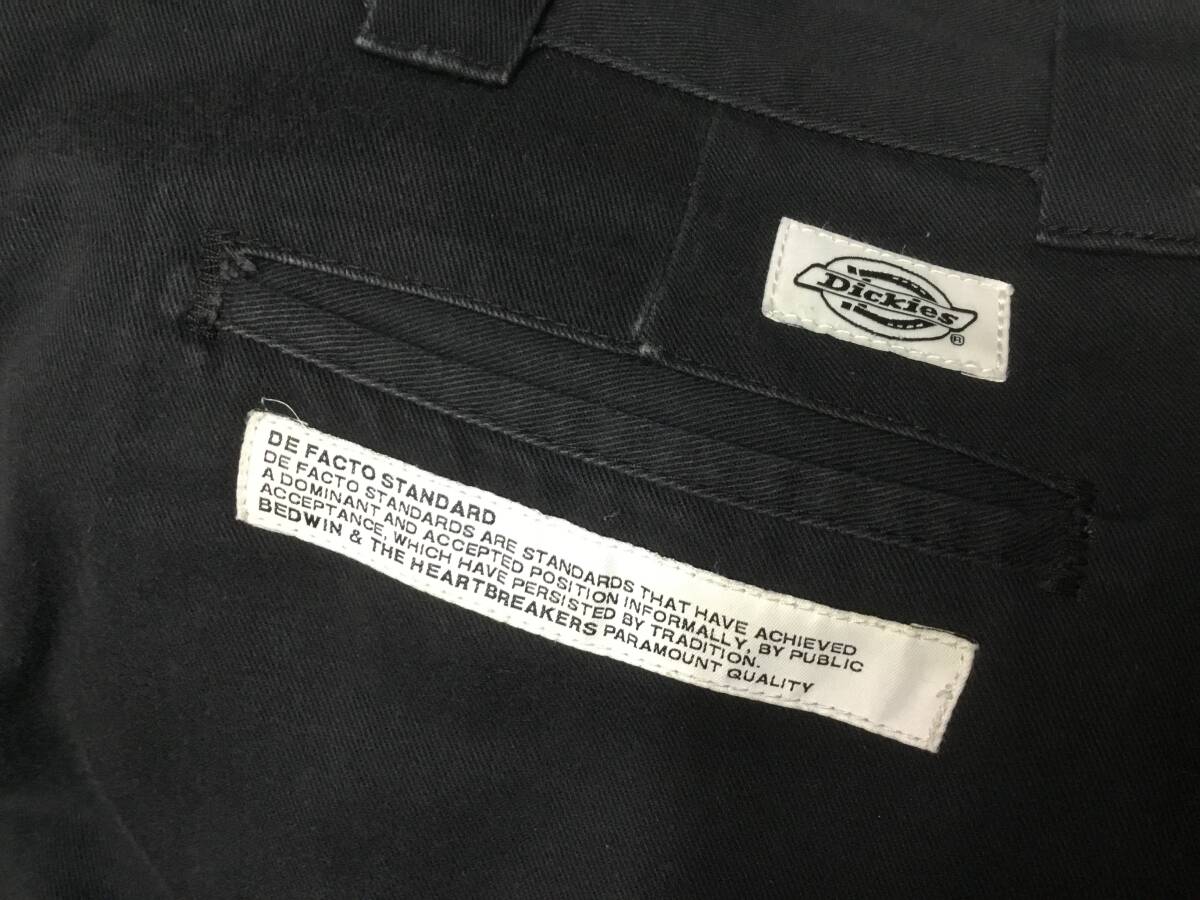 Dickies®
DE FACTO STANDARD
DE FACTO STANDARDS ARE STANDARDS THAT HAVE ACHIEVED
A DOMINANT AND ACCEPTED POSITION INFORMALLY, BY PUBLIC
ACCEPTANCE, WHICH HAVE PERSISTED BY TRADITION.
BEDWIN & THE HEARTBREAKERS PARAMOUNT QUALITY